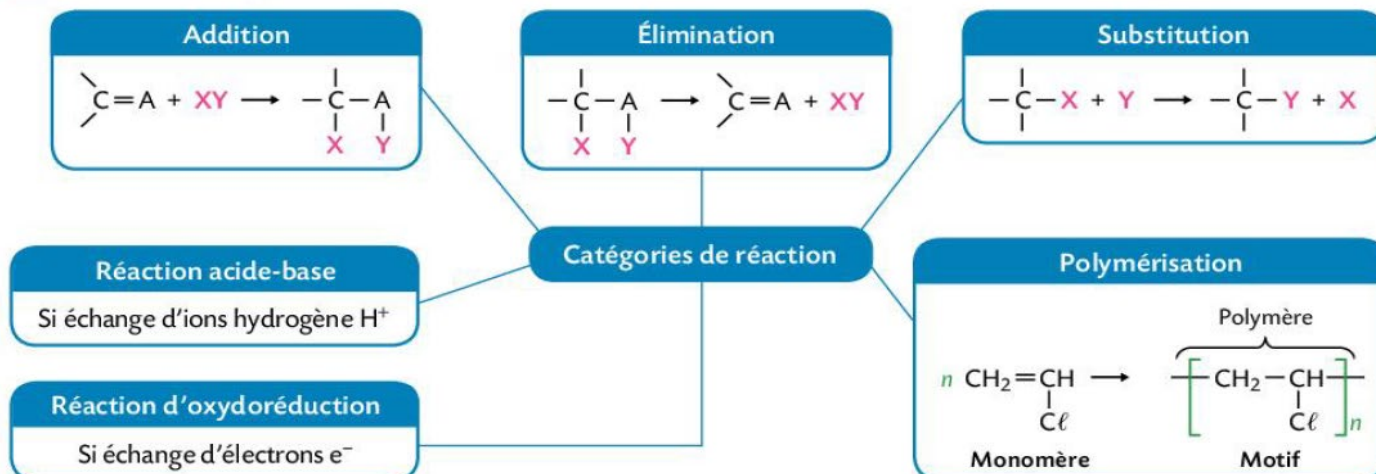 Addition
C=A + XY ⟶ −C−A
X Y
Élimination
−C−A ⟶ C=A + XY
X Y
Substitution
−C−X + Y ⟶ −C−Y + X
Catégories de réaction
Réaction acide-base
Si échange d'ions hydrogène H⁺
Réaction d'oxydoréduction
Si échange d'électrons e⁻
Polymérisation
Polymère
n CH₂=CH ⟶ [CH₂−CH]n
Cℓ Cℓ
Monomère Motif